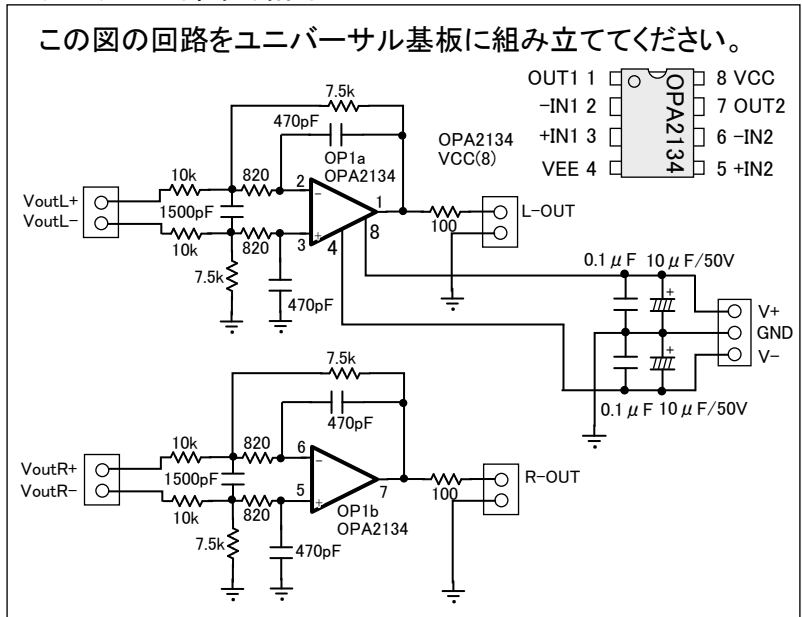 この図の回路をユニバーサル基板に組み立ててください。
OUT1 1
-IN1 2
+IN1 3
VEE 4
OPA2134
8 VCC
7 OUT2
6 -IN2
5 +IN2
7.5k
470pF
OP1a
OPA2134
OPA2134
VCC(8)
10k
820
2
-
1
VoutL+
VoutL-
1500pF
L-OUT
10k
820
3
+
4
8
100
7.5k
470pF
0.1μF
10μF/50V
+
V+
GND
V-
+
0.1μF
10μF/50V
7.5k
470pF
10k
820
6
-
7
VoutR+
VoutR-
1500pF
R-OUT
10k
820
5
+
100
OP1b
OPA2134
7.5k
470pF